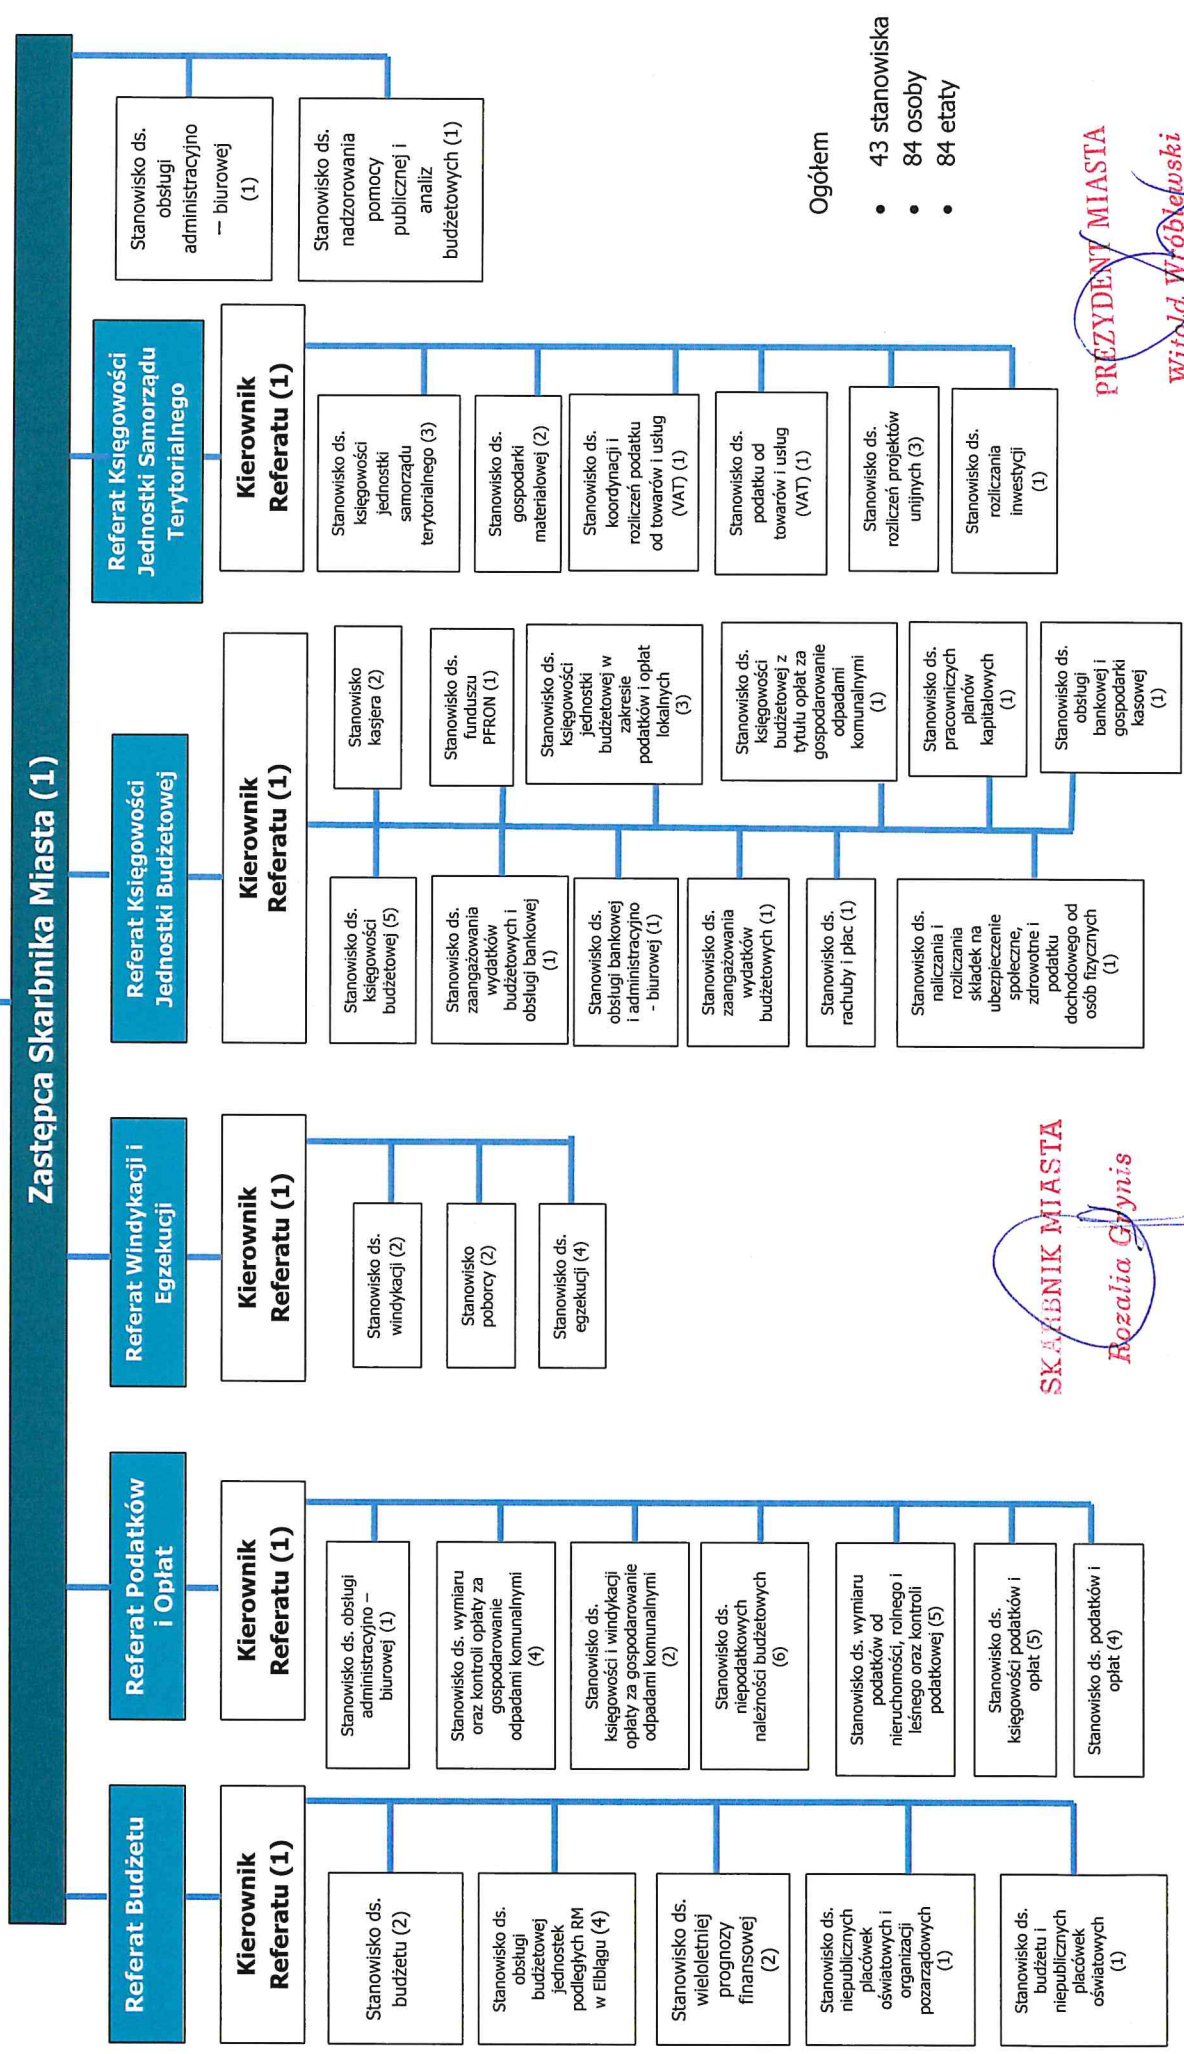 Zastępca Skarbnika Miasta (1)
Referat Budżetu
Kierownik
Referatu (1)
Stanowisko ds.
budżetu (2)
Stanowisko ds.
obsługi
budżetowej
jednostek
podległych RM
w Elblągu (4)
Stanowisko ds.
wieloletniej
prognozy
finansowej
(2)
Stanowisko ds.
niepublicznych
placówek
oświatowych i
organizacji
pozarządowych
(1)
Stanowisko ds.
budżetu i
niepublicznych
placówek
oświatowych
(1)
Referat Podatków
i Opłat
Kierownik
Referatu (1)
Stanowisko ds. obsługi
administracyjno –
biurowej (1)
Stanowisko ds. wymiaru
oraz kontroli opłaty za
gospodarowanie
odpadami komunalnymi
(4)
Stanowisko ds.
księgowości i windykacji
opłaty za gospodarowanie
odpadami komunalnymi
(2)
Stanowisko ds.
niepodatkowych
należności budżetowych
(6)
Stanowisko ds. wymiaru
podatków od
nieruchomości, rolnego i
leśnego oraz kontroli
podatkowej (5)
Stanowisko ds.
księgowości podatków i
opłat (5)
Stanowisko ds. podatków i
opłat (4)
Referat Windykacji i
Egzekucji
Kierownik
Referatu (1)
Stanowisko ds.
windykacji (2)
Stanowisko
poborcy (2)
Stanowisko ds.
egzekucji (4)
Referat Księgowości
Jednostki Budżetowej
Kierownik
Referatu (1)
Stanowisko ds.
księgowości
budżetowej (5)
Stanowisko ds.
zaangażowania
wydatków
budżetowych i
obsługi bankowej
(1)
Stanowisko ds.
obsługi bankowej
i administracyjno
- biurowej (1)
Stanowisko ds.
zaangażowania
wydatków
budżetowych (1)
Stanowisko ds.
rachuby i płac (1)
Stanowisko ds.
naliczania i
rozliczania
składek na
ubezpieczenie
społeczne,
zdrowotne i
podatku
dochodowego od
osób fizycznych
(1)
Stanowisko
kasjera (2)
Stanowisko ds.
funduszu
PFRON (1)
Stanowisko ds.
księgowości
jednostki
budżetowej w
zakresie
podatków i opłat
lokalnych
(3)
Stanowisko ds.
księgowości
budżetowej z
tytułu opłat za
gospodarowanie
odpadami
komunalnymi
(1)
Stanowisko ds.
pracowniczych
planów
kapitałowych
(1)
Stanowisko ds.
obsługi
bankowej i
gospodarki
kasowej
(1)
Referat Księgowości
Jednostki Samorządu
Terytorialnego
Kierownik
Referatu (1)
Stanowisko ds.
księgowości
jednostki
samorządu
terytorialnego (3)
Stanowisko ds.
gospodarki
materiałowej (2)
Stanowisko ds.
koordynacji i
rozliczeń podatku
od towarów i usług
(VAT) (1)
Stanowisko ds.
podatku od
towarów i usług
(VAT) (1)
Stanowisko ds.
rozliczeń projektów
unijnych (3)
Stanowisko ds.
rozliczania
inwestycji
(1)
Stanowisko ds.
obsługi
administracyjno
— biurowej
(1)
Stanowisko ds.
nadzorowania
pomocy
publicznej i
analiz
budżetowych (1)
Ogółem
• 43 stanowiska
• 84 osoby
• 84 etaty
SKARBNIK MIASTA
Rozalia Grynis
PREZYDENT MIASTA
Witold Wróblewski